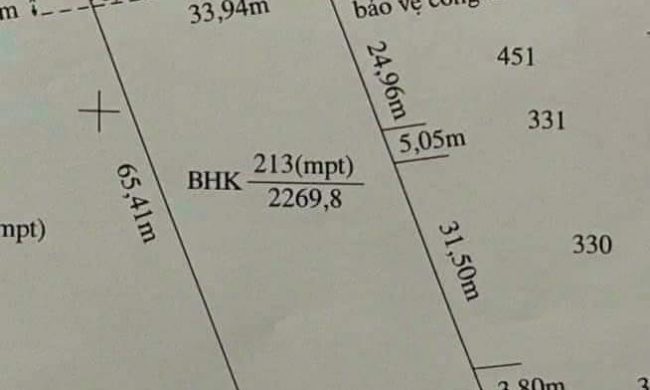 m
33,94m
bảo vệ công
24,96m
451
331
5,05m
BHK 213(mpt)
2269,8
65,41m
mpt)
31,50m
330
3,80m
3